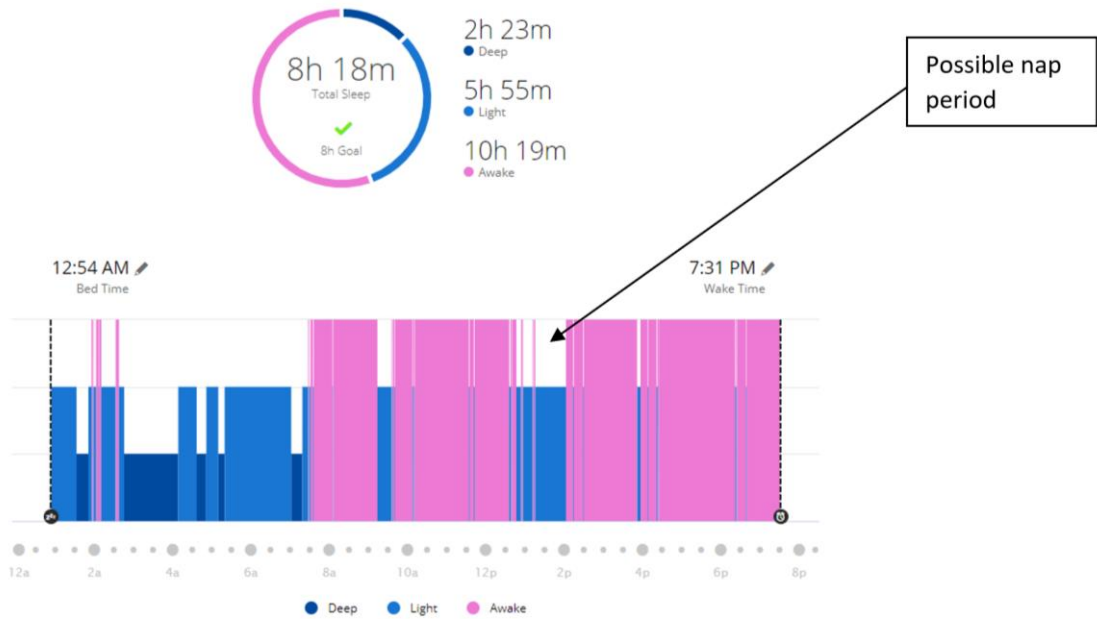 8h 18m
Total Sleep
8h Goal
2h 23m
Deep
5h 55m
Light
10h 19m
Awake
Possible nap
period
12:54 AM
Bed Time
7:31 PM
Wake Time
12a 2a 4a 6a 8a 10a 12p 2p 4p 6p 8p
Deep Light Awake